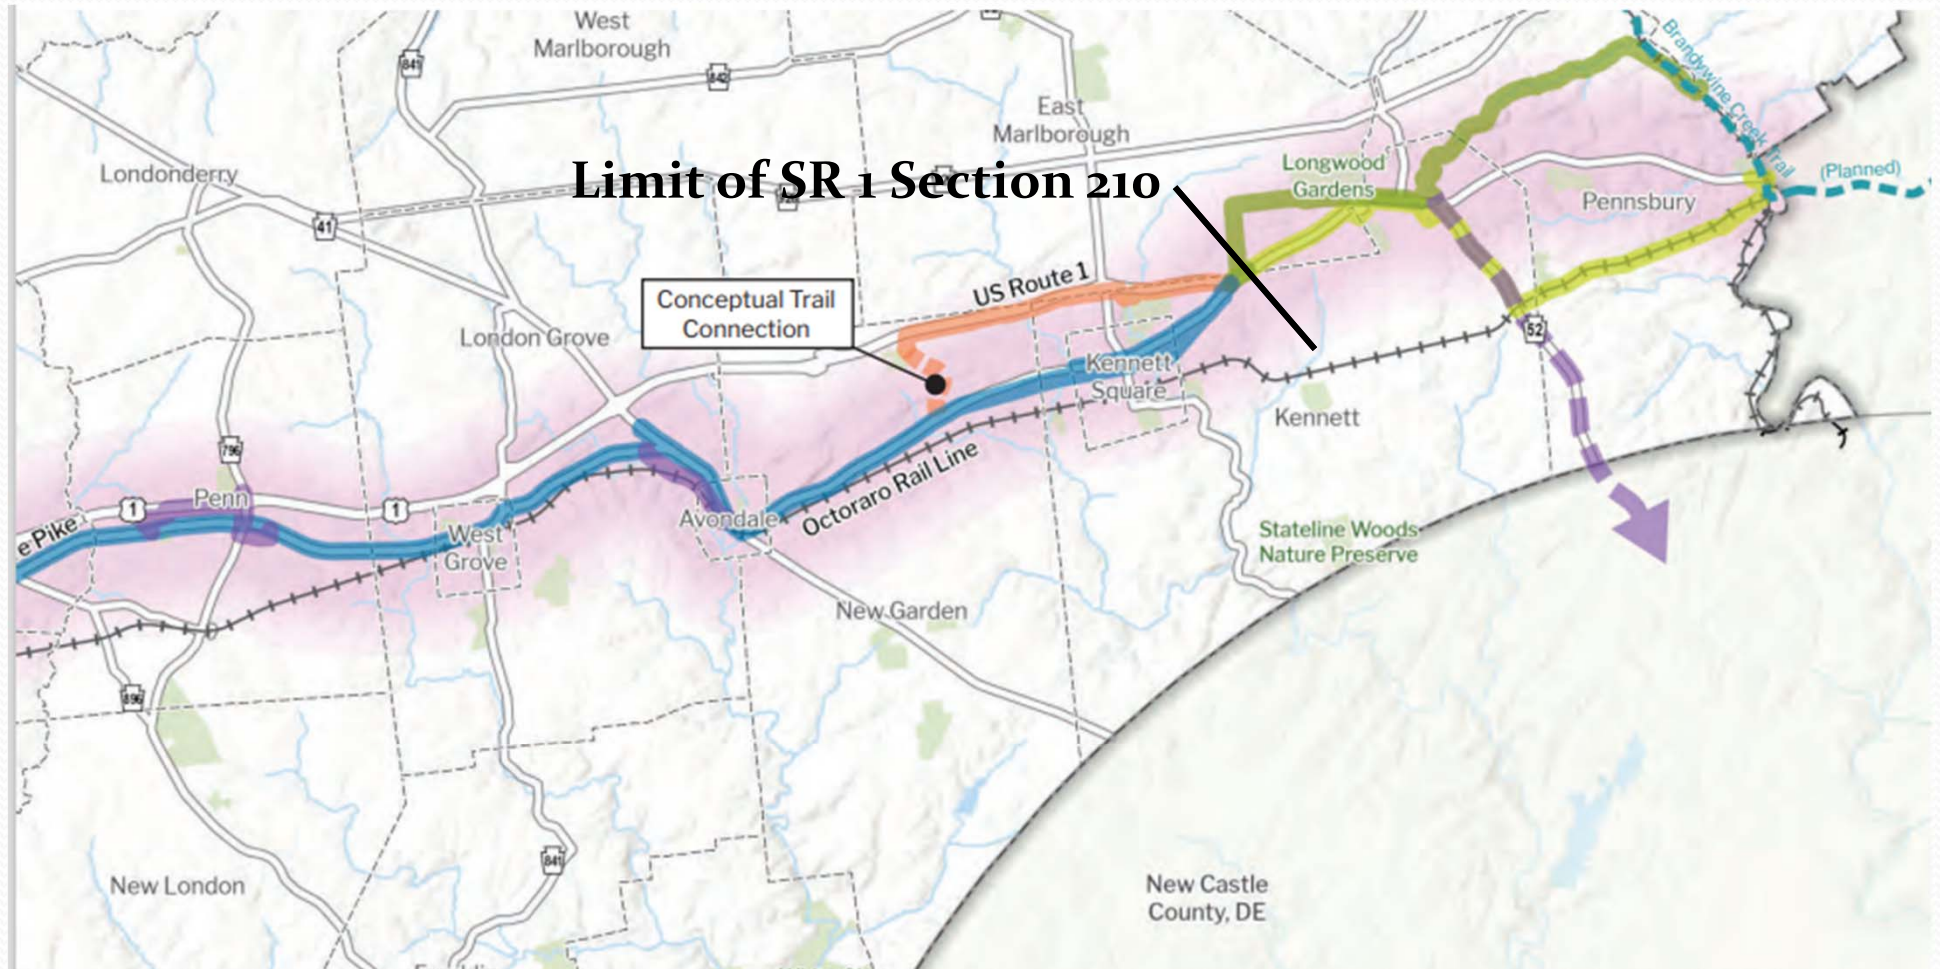 West
Marlborough
841
842
East
Marlborough
Brandywine Creek Trail
(Planned)
Londonderry
Limit of SR 1 Section 210
Longwood
Gardens
Pennsbury
41
US Route 1
Conceptual Trail
Connection
London Grove
52
Kennett
Square
Kennett
796
Octoraro Rail Line
1
Penn
1
e Pike
Avondale
West
Grove
Stateline Woods
Nature Preserve
New Garden
896
841
New London
New Castle
County, DE